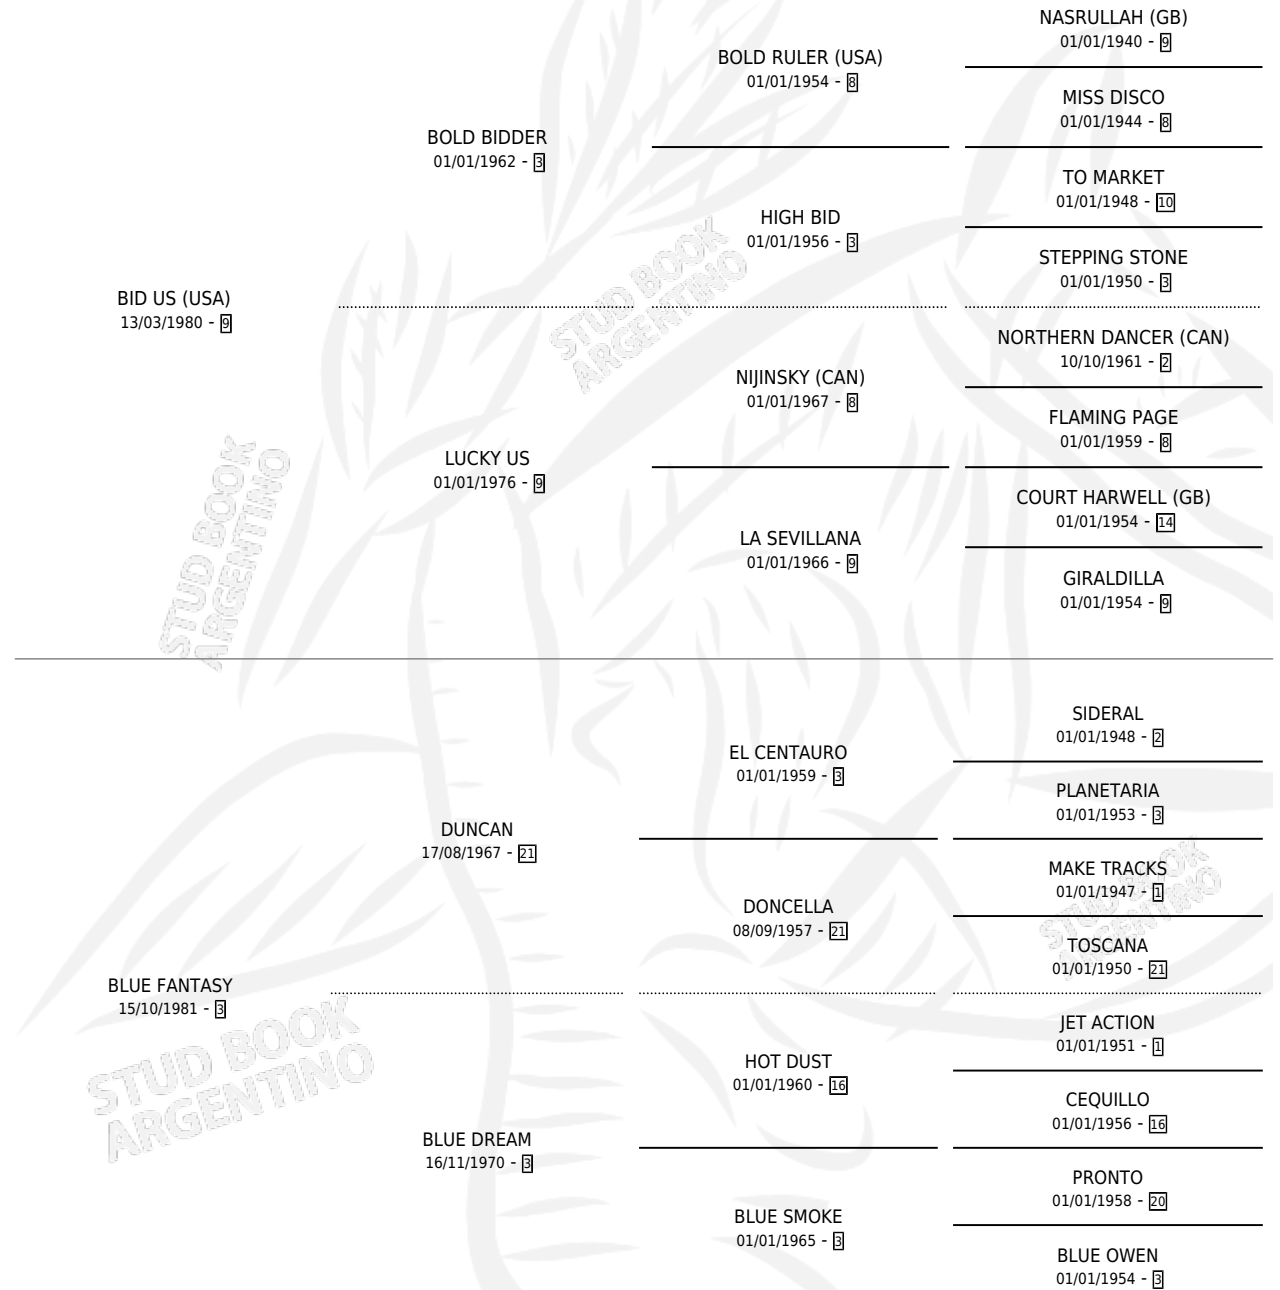 NASRULLAH (GB)
01/01/1940 - 9
BOLD RULER (USA)
01/01/1954 - 8
MISS DISCO
01/01/1944 - 8
BOLD BIDDER
01/01/1962 - 3
TO MARKET
01/01/1948 - 10
HIGH BID
01/01/1956 - 3
STEPPING STONE
01/01/1950 - 3
BID US (USA)
13/03/1980 - 9
NORTHERN DANCER (CAN)
10/10/1961 - 2
NIJINSKY (CAN)
01/01/1967 - 8
FLAMING PAGE
01/01/1959 - 8
LUCKY US
01/01/1976 - 9
COURT HARWELL (GB)
01/01/1954 - 14
LA SEVILLANA
01/01/1966 - 9
GIRALDILLA
01/01/1954 - 9
STUD BOOK
ARGENTINO
STUD BOOK
ARGENTINO
SIDERAL
01/01/1948 - 2
EL CENTAURO
01/01/1959 - 3
PLANETARIA
01/01/1953 - 3
DUNCAN
17/08/1967 - 21
MAKE TRACKS
01/01/1947 - 1
DONCELLA
08/09/1957 - 21
TOSCANA
01/01/1950 - 21
BLUE FANTASY
15/10/1981 - 3
JET ACTION
01/01/1951 - 1
HOT DUST
01/01/1960 - 16
CEQUILLO
01/01/1956 - 16
BLUE DREAM
16/11/1970 - 3
PRONTO
01/01/1958 - 20
BLUE SMOKE
01/01/1965 - 3
BLUE OWEN
01/01/1954 - 3
STUD BOOK
ARGENTINO
STUD BOOK
ARGENTINO